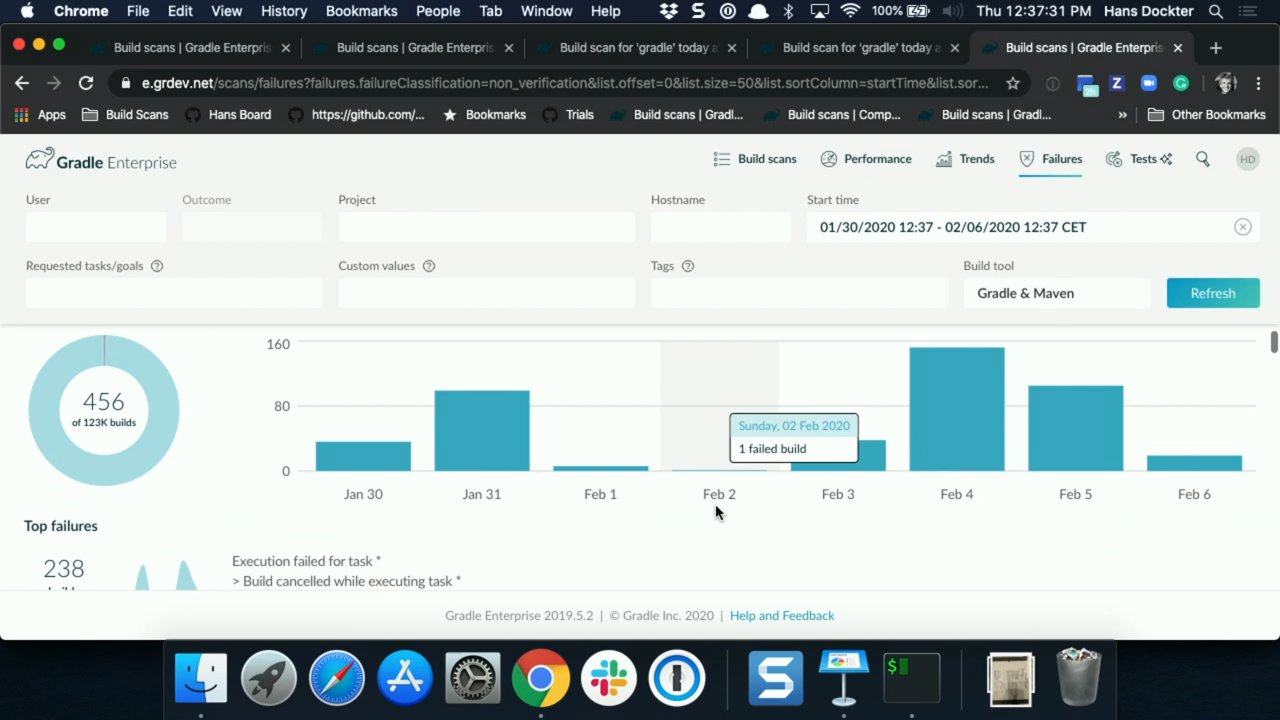 Chrome File Edit View History Bookmarks People Tab Window Help 100% Thu 12:37:31 PM Hans Dockter
Build scans | Gradle Enterpris Build scans | Gradle Enterpris Build scan for 'gradle' today a Build scan for 'gradle' today a Build scans | Gradle Enterpris
e.grdev.net/scans/failures?failures.failureClassification=non_verification&list.offset=0&list.size=50&list.sortColumn=startTime&list.sor...
Apps Build Scans Hans Board https://github.com/... Bookmarks Trials Build scans | Gradl... Build scans | Comp... Build scans | Gradl... » Other Bookmarks
Gradle Enterprise Build scans Performance Trends Failures Tests HD
User Outcome Project Hostname Start time
01/30/2020 12:37 - 02/06/2020 12:37 CET
Requested tasks/goals ? Custom values ? Tags ? Build tool
Gradle & Maven Refresh
456
of 123K builds
160
80
0
Sunday, 02 Feb 2020
1 failed build
Jan 30 Jan 31 Feb 1 Feb 2 Feb 3 Feb 4 Feb 5 Feb 6
Top failures
238
Execution failed for task *
> Build cancelled while executing task *
Gradle Enterprise 2019.5.2 | © Gradle Inc. 2020 | Help and Feedback
$